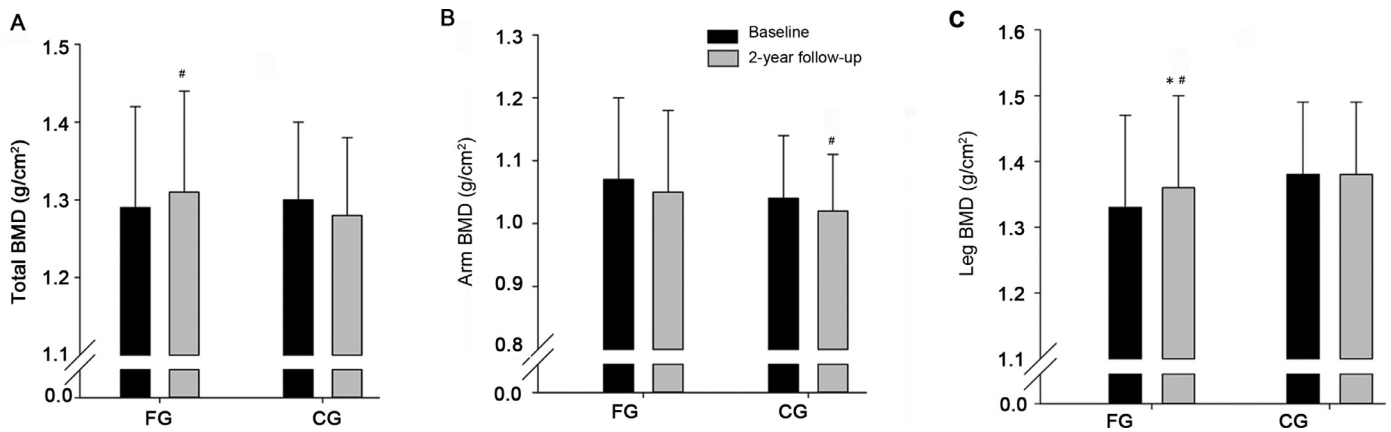 A
Total BMD (g/cm²)
1.5
1.4
1.3
1.2
1.1
0.0
#
FG
CG
B
Arm BMD (g/cm²)
1.3
1.2
1.1
1.0
0.9
0.8
0.0
Baseline
2-year follow-up
#
FG
CG
C
Leg BMD (g/cm²)
1.6
1.5
1.4
1.3
1.2
1.1
0.0
* #
FG
CG